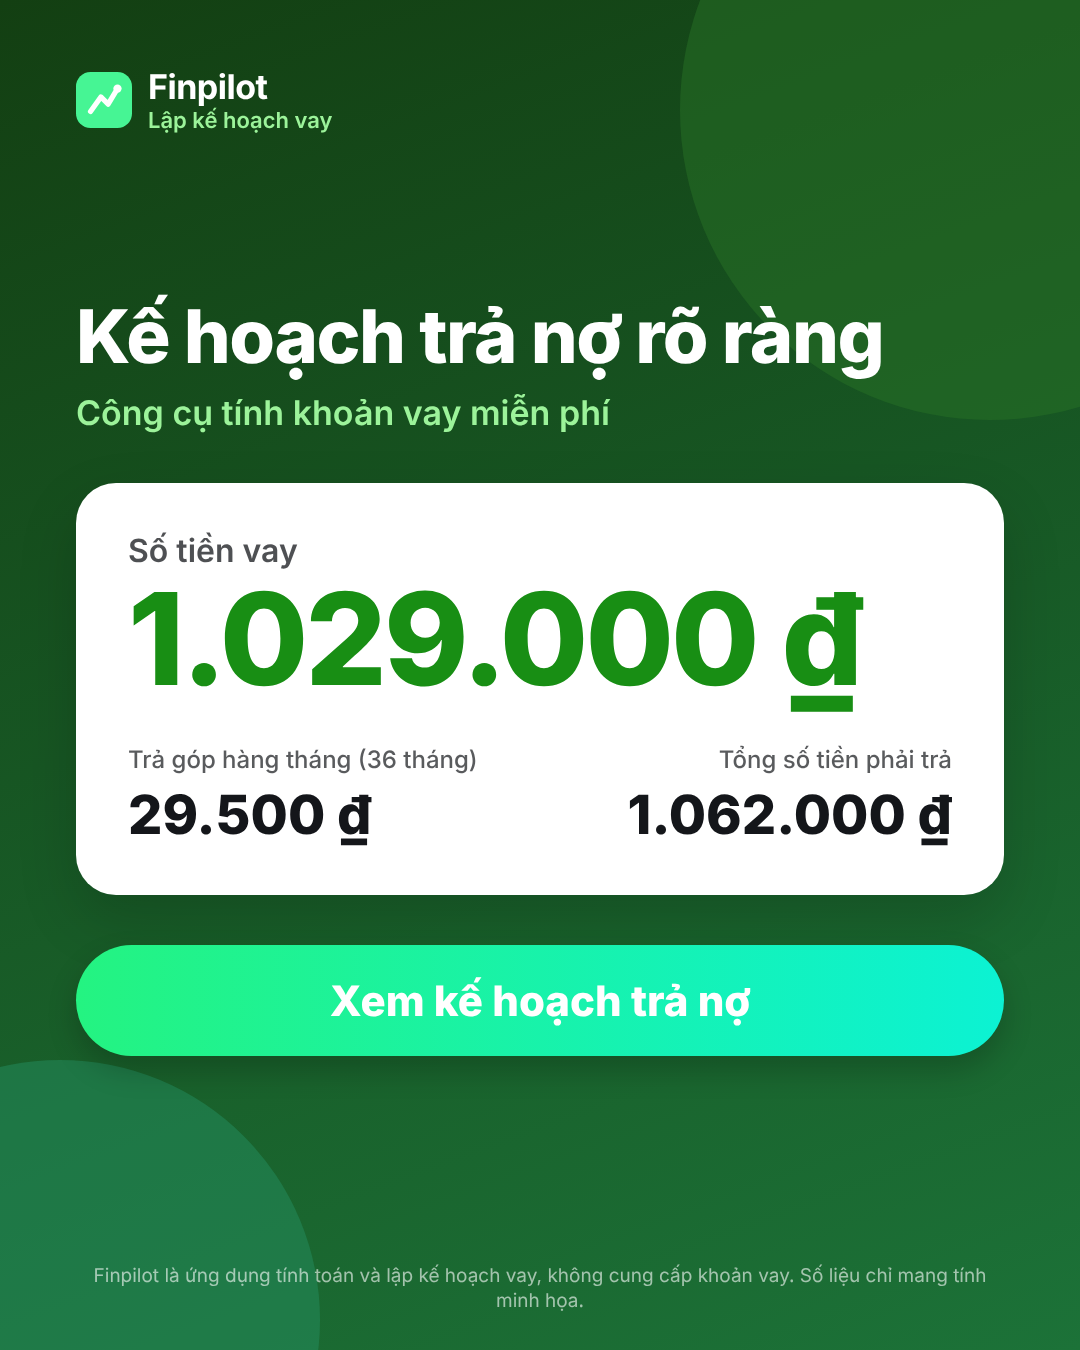 Finpilot
Lập kế hoạch vay
Kế hoạch trả nợ rõ ràng
Công cụ tính khoản vay miễn phí
Số tiền vay
1.029.000 ₫
Trả góp hàng tháng (36 tháng)
Tổng số tiền phải trả
29.500 ₫
1.062.000 ₫
Xem kế hoạch trả nợ
Finpilot là ứng dụng tính toán và lập kế hoạch vay, không cung cấp khoản vay. Số liệu chỉ mang tính
minh họa.